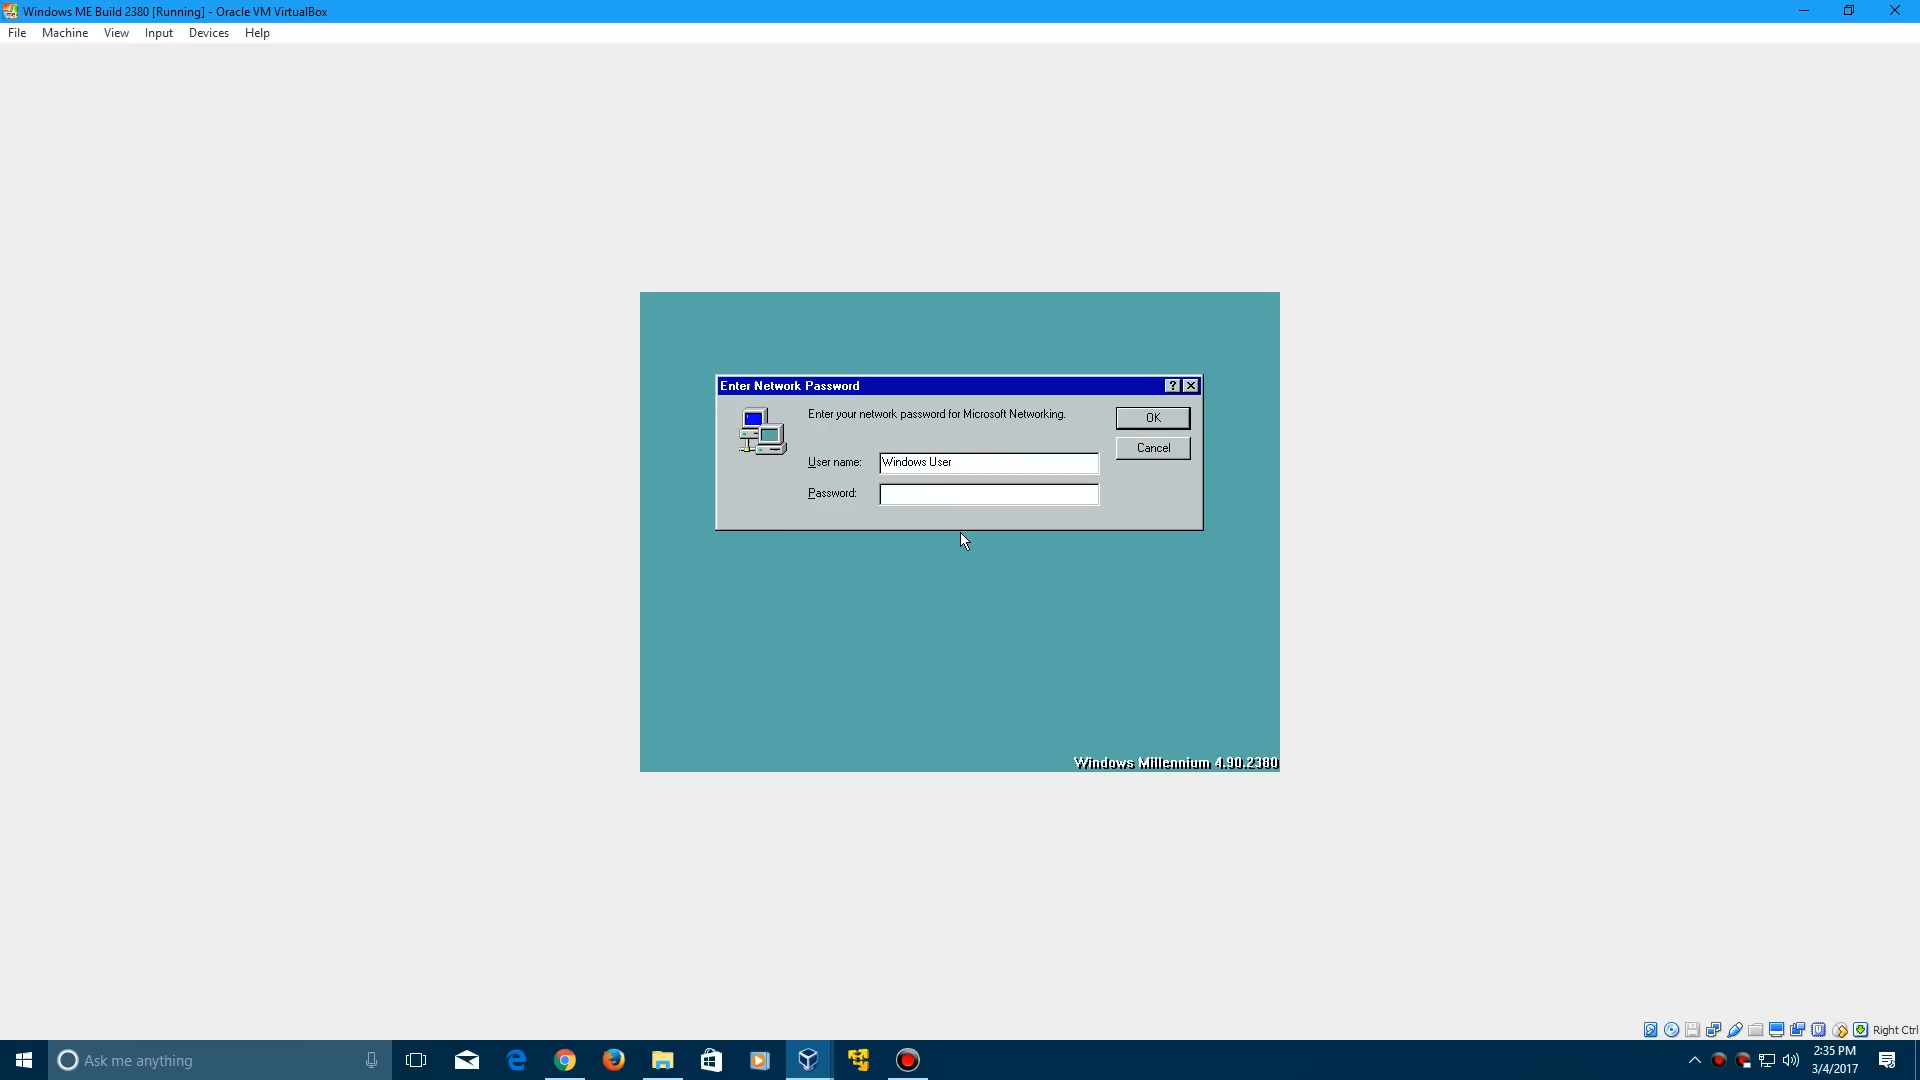 Windows ME Build 2380 [Running] - Oracle VM VirtualBox
File Machine View Input Devices Help
Enter Network Password
Enter your network password for Microsoft Networking.
OK
Cancel
User name: Windows User
Password:
Windows Millennium 4.90.2380
Right Ctrl
Ask me anything
2:35 PM
3/4/2017